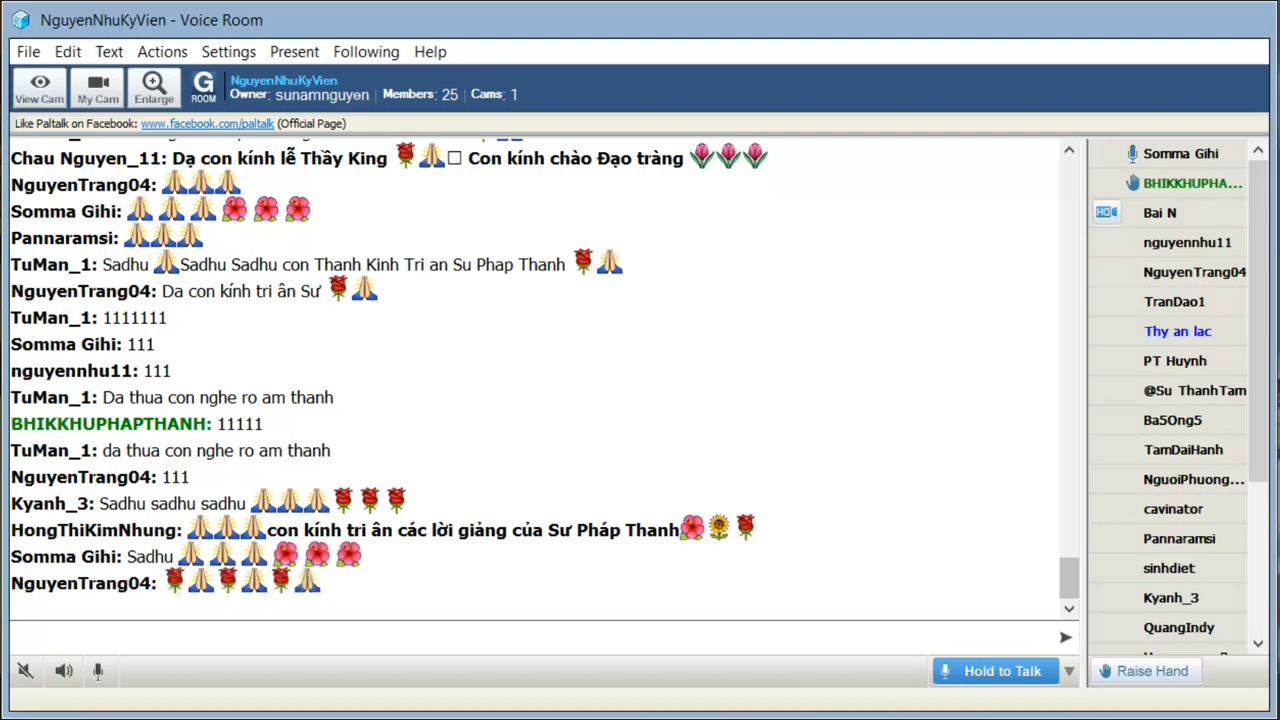 NguyenNhuKyVien - Voice Room
File Edit Text Actions Settings Present Following Help
View Cam My Cam Enlarge G ROOM
NguyenNhuKyVien
Owner: sunamnguyen Members: 25 Cams: 1
Like Paltalk on Facebook: www.facebook.com/paltalk (Official Page)
Chau Nguyen_11: Dạ con kính lễ Thầy King Con kính chào Đạo tràng
NguyenTrang04:
Somma Gihi:
Pannaramsi:
TuMan_1: Sadhu Sadhu Sadhu con Thanh Kinh Tri an Su Phap Thanh
NguyenTrang04: Da con kính tri ân Sư
TuMan_1: 1111111
Somma Gihi: 111
nguyennhu11: 111
TuMan_1: Da thua con nghe ro am thanh
BHIKKHUPHAPTHANH: 11111
TuMan_1: da thua con nghe ro am thanh
NguyenTrang04: 111
Kyanh_3: Sadhu sadhu sadhu
HongThiKimNhung: con kính tri ân các lời giảng của Sư Pháp Thanh
Somma Gihi: Sadhu
NguyenTrang04:
Somma Gihi
BHIKKHUPHA...
HQ
Bai N
nguyennhu11
NguyenTrang04
TranDao1
Thy an lac
PT Huynh
@Su ThanhTam
Ba5Ong5
TamDaiHanh
NguoiPhuong...
cavinator
Pannaramsi
sinhdiet
Kyanh_3
QuangIndy
Hold to Talk
Raise Hand